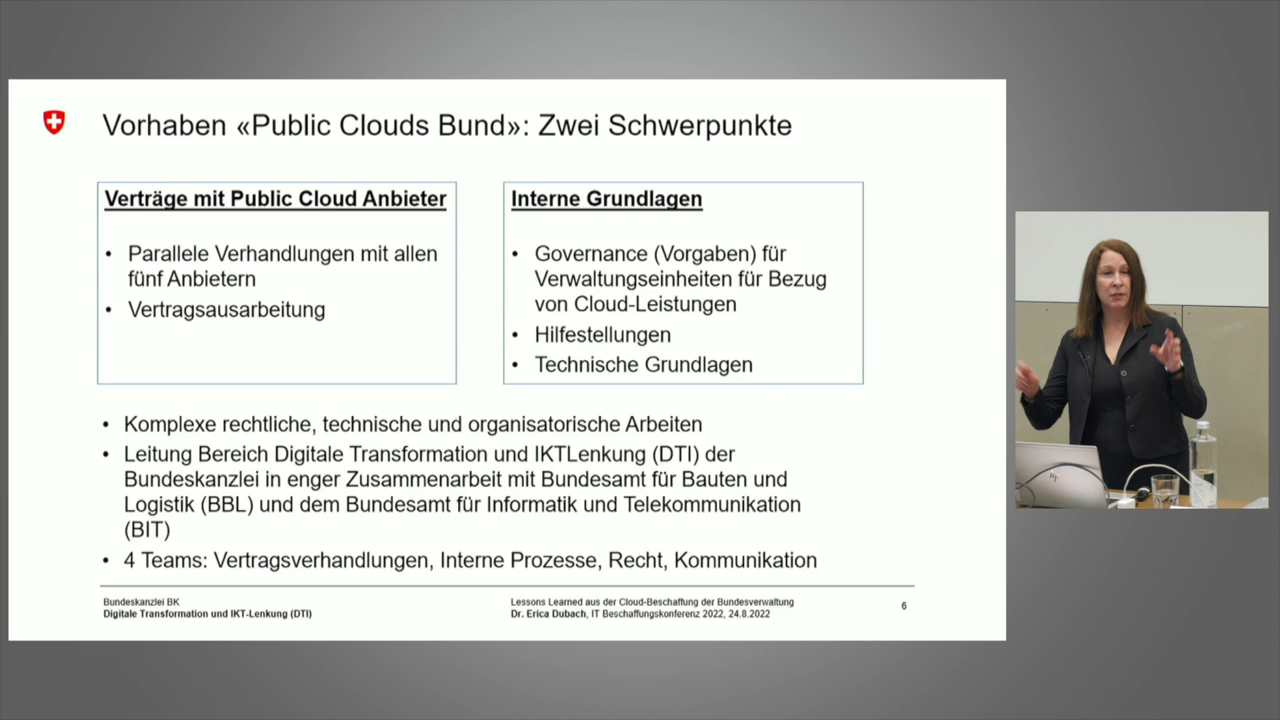 Vorhaben «Public Clouds Bund»: Zwei Schwerpunkte
Verträge mit Public Cloud Anbieter
• Parallele Verhandlungen mit allen
fünf Anbietern
• Vertragsausarbeitung
Interne Grundlagen
• Governance (Vorgaben) für
Verwaltungseinheiten für Bezug
von Cloud-Leistungen
• Hilfestellungen
• Technische Grundlagen
• Komplexe rechtliche, technische und organisatorische Arbeiten
• Leitung Bereich Digitale Transformation und IKTLenkung (DTI) der
Bundeskanzlei in enger Zusammenarbeit mit Bundesamt für Bauten und
Logistik (BBL) und dem Bundesamt für Informatik und Telekommunikation
(BIT)
• 4 Teams: Vertragsverhandlungen, Interne Prozesse, Recht, Kommunikation
Bundeskanzlei BK
Digitale Transformation und IKT-Lenkung (DTI)
Lessons Learned aus der Cloud-Beschaffung der Bundesverwaltung
Dr. Erica Dubach, IT Beschaffungskonferenz 2022, 24.8.2022
6